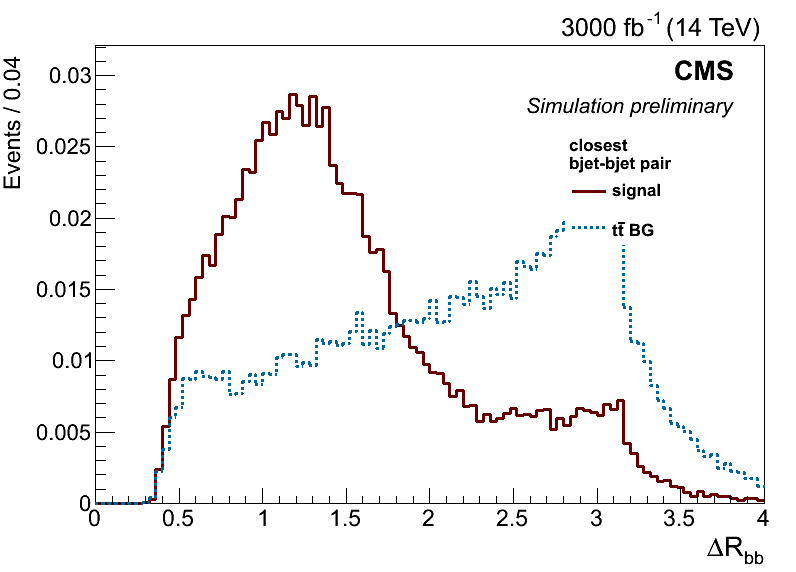 3000 fb⁻¹ (14 TeV)
Events / 0.04
CMS
Simulation preliminary
closest
bjet-bjet pair
signal
tt̄ BG
0.03
0.025
0.02
0.015
0.01
0.005
0
0 0.5 1 1.5 2 2.5 3 3.5 4
ΔR_bb